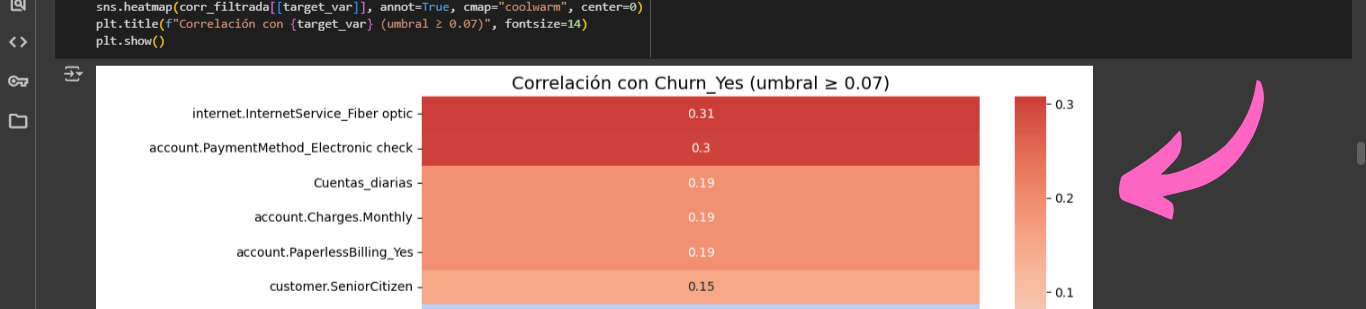 sns.heatmap(corr_filtrada[[target_var]], annot=True, cmap="coolwarm", center=0)
plt.title(f"Correlación con {target_var} (umbral ≥ 0.07)", fontsize=14)
plt.show()
Correlación con Churn_Yes (umbral ≥ 0.07)
internet.InternetService_Fiber optic
0.31
account.PaymentMethod_Electronic check
0.3
Cuentas_diarias
0.19
account.Charges.Monthly
0.19
account.PaperlessBilling_Yes
0.19
customer.SeniorCitizen
0.15
0.3
0.2
0.1